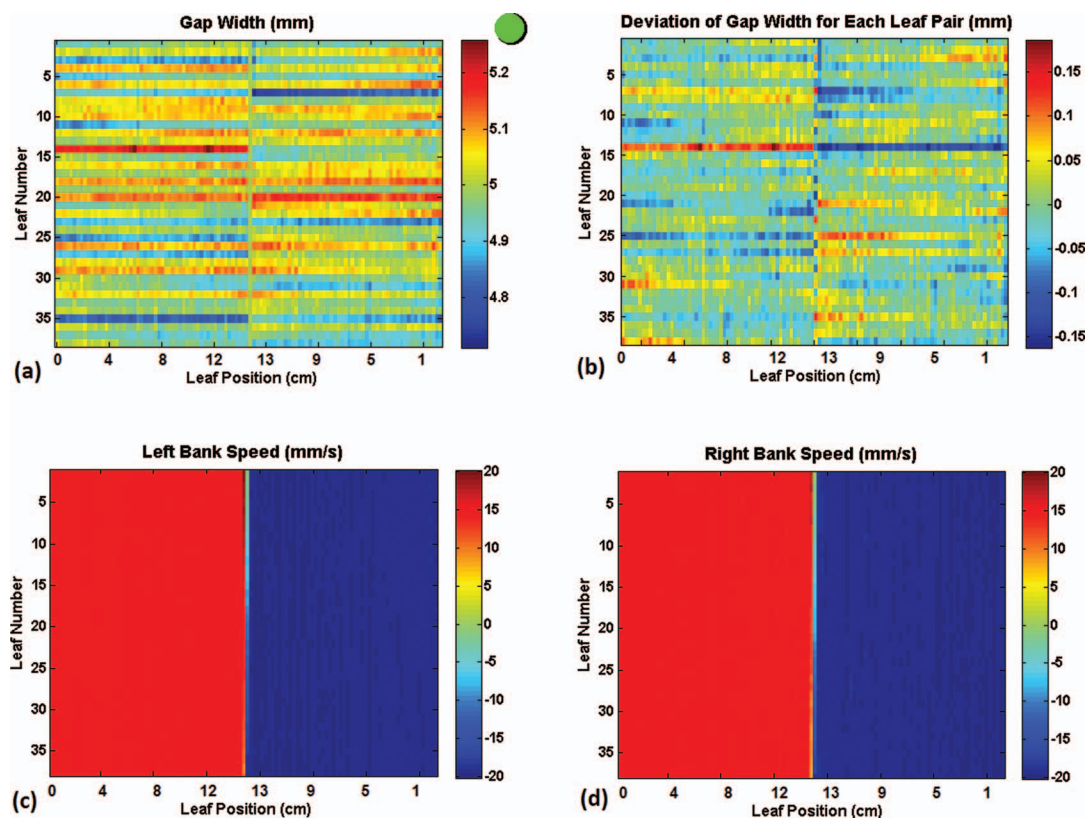 Gap Width (mm)
5
10
15
20
25
30
35
Leaf Number
0 4 8 12 13 9 5 1
Leaf Position (cm)
5.2
5.1
5
4.9
4.8
(a)
Deviation of Gap Width for Each Leaf Pair (mm)
5
10
15
20
25
30
35
Leaf Number
0 4 8 12 13 9 5 1
Leaf Position (cm)
0.15
0.1
0.05
0
-0.05
-0.1
-0.15
(b)
Left Bank Speed (mm/s)
5
10
15
20
25
30
35
Leaf Number
0 4 8 12 13 9 5 1
Leaf Position (cm)
20
15
10
5
0
-5
-10
-15
-20
(c)
Right Bank Speed (mm/s)
5
10
15
20
25
30
35
Leaf Number
0 4 8 12 13 9 5 1
Leaf Position (cm)
20
15
10
5
0
-5
-10
-15
-20
(d)